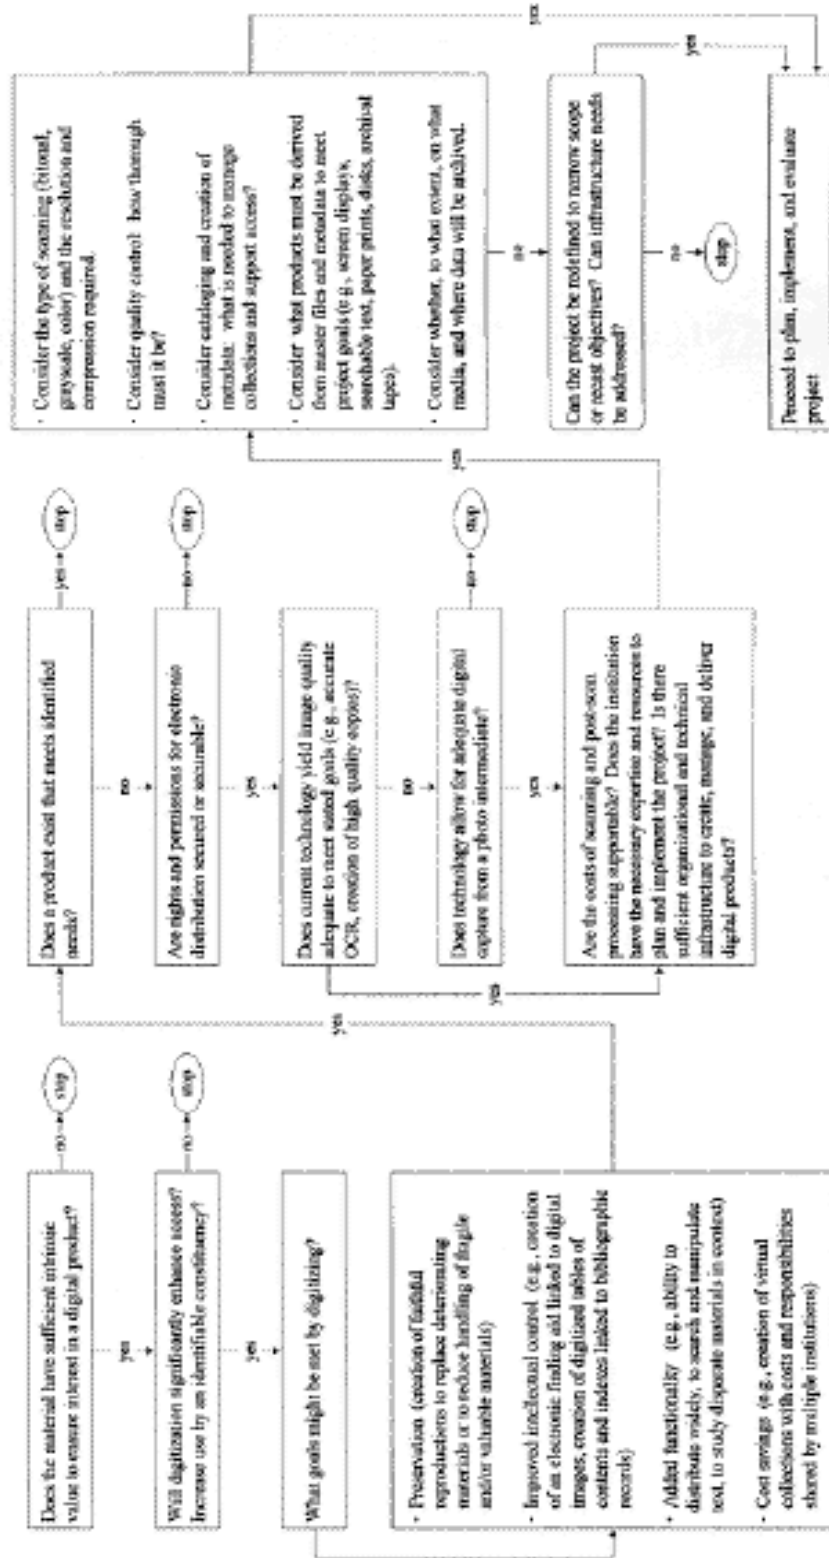 Does the material have sufficient intrinsic
value to ensure interest in a digital product?
no
stop
yes
Will digitization significantly enhance access?
Increase use by an identifiable constituency?
no
stop
yes
What goals might be met by digitizing?
• Preservation (creation of faithful
reproductions to replace deteriorating
materials or to reduce handling of fragile
and/or valuable materials)
• Improved intellectual control (e.g., creation
of an electronic finding aid linked to digital
images, creation of digitized tables of
contents and indexes linked to bibliographic
records)
• Added functionality (e.g., ability to
distribute widely, to search and manipulate
text, to study disparate materials in context)
• Cost savings (e.g., creation of virtual
collections with costs and responsibilities
shared by multiple institutions)
yes
Does a product exist that meets identified
needs?
yes
stop
no
Are rights and permissions for electronic
distribution secured or securable?
no
stop
yes
Does current technology yield image quality
adequate to meet stated goals (e.g., accurate
OCR, creation of high quality copies)?
no
Does technology allow for adequate digital
capture from a photo intermediate?
no
stop
yes
yes
Are the costs of scanning and post-scan
processing supportable? Does the institution
have the necessary expertise and resources to
plan and implement the project? Is there
sufficient organizational and technical
infrastructure to create, manage, and deliver
digital products?
yes
• Consider the type of scanning (bitonal,
grayscale, color) and the resolution and
compression required.
• Consider quality control how thorough
must it be?
• Consider cataloging and creation of
metadata: what is needed to manage
collections and support access?
• Consider what products must be derived
from master files and metadata to meet
project goals (e.g., screen displays,
searchable text, paper prints, disks, archival
tapes).
• Consider whether, to what extent, on what
media, and where data will be archived.
yes
no
Can the project be redefined to narrow scope
or recast objectives? Can infrastructure needs
be addressed?
yes
no
stop
Proceed to plan, implement, and evaluate
project